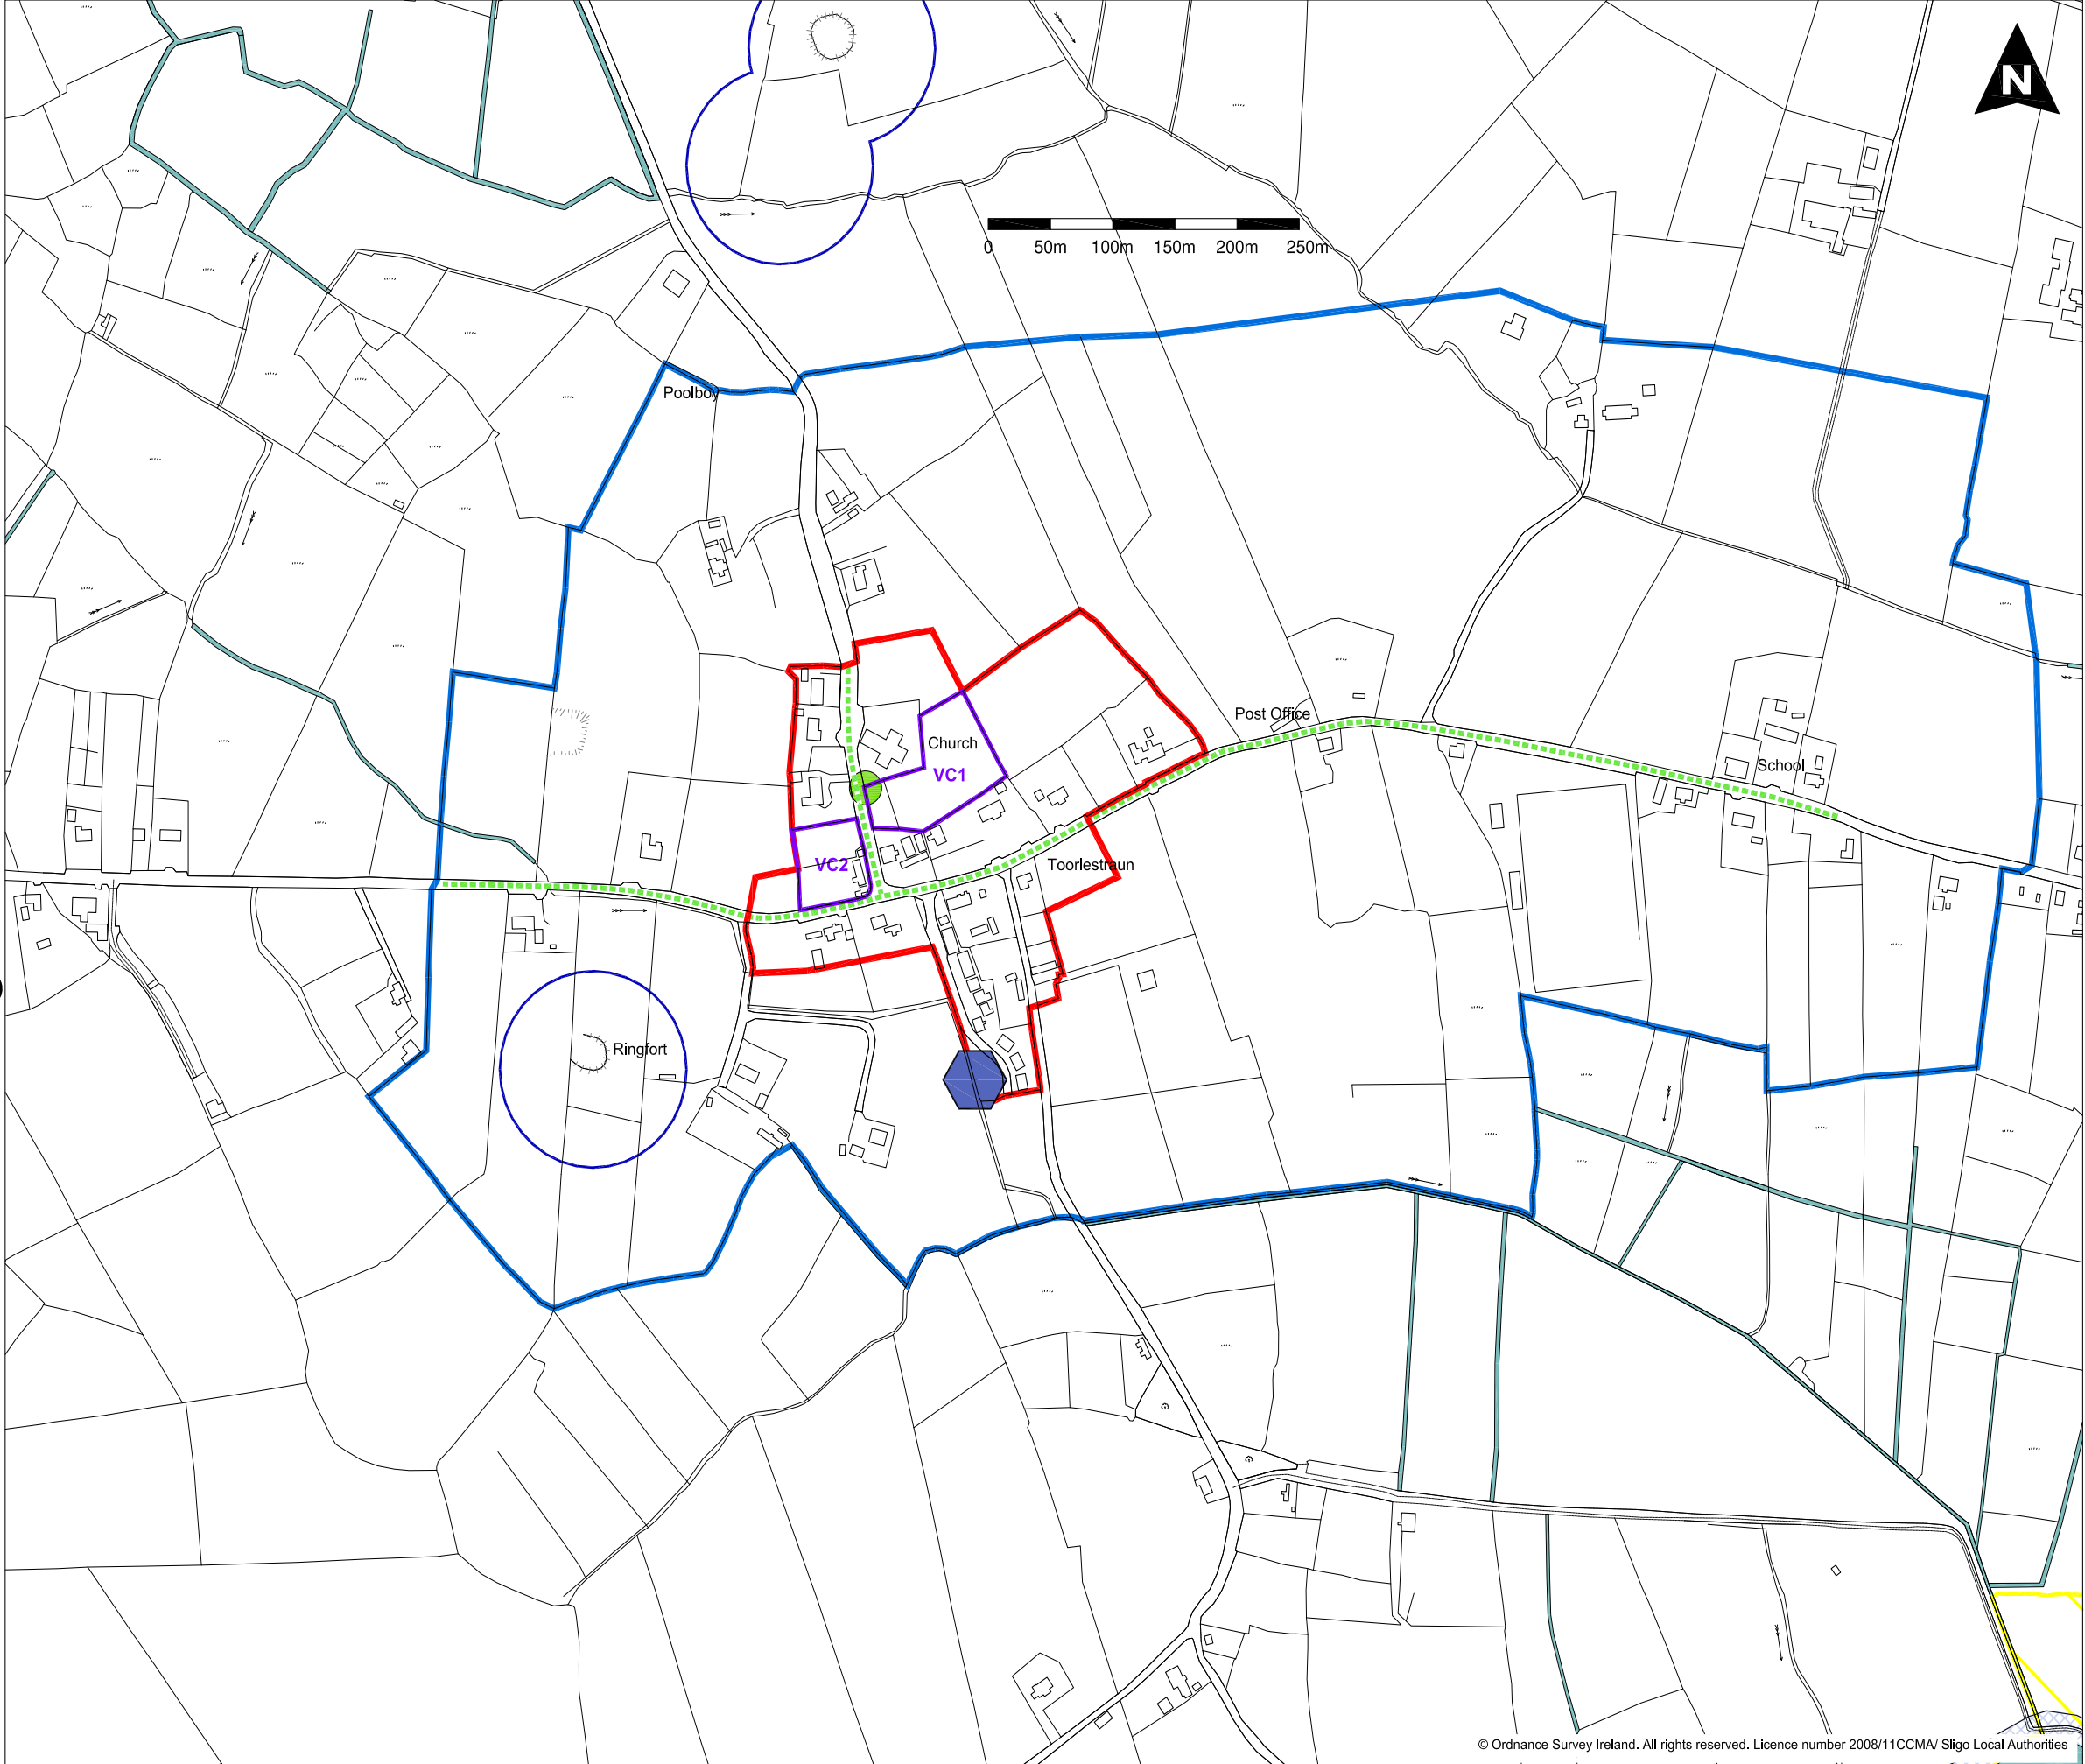 N
0 50m 100m 150m 200m 250m
Poolboy
Post Office
Church
School
VC1
VC2
Toorlestraun
Ringfort
© Ordnance Survey Ireland. All rights reserved. Licence number 2008/11CCMA/ Sligo Local Authorities